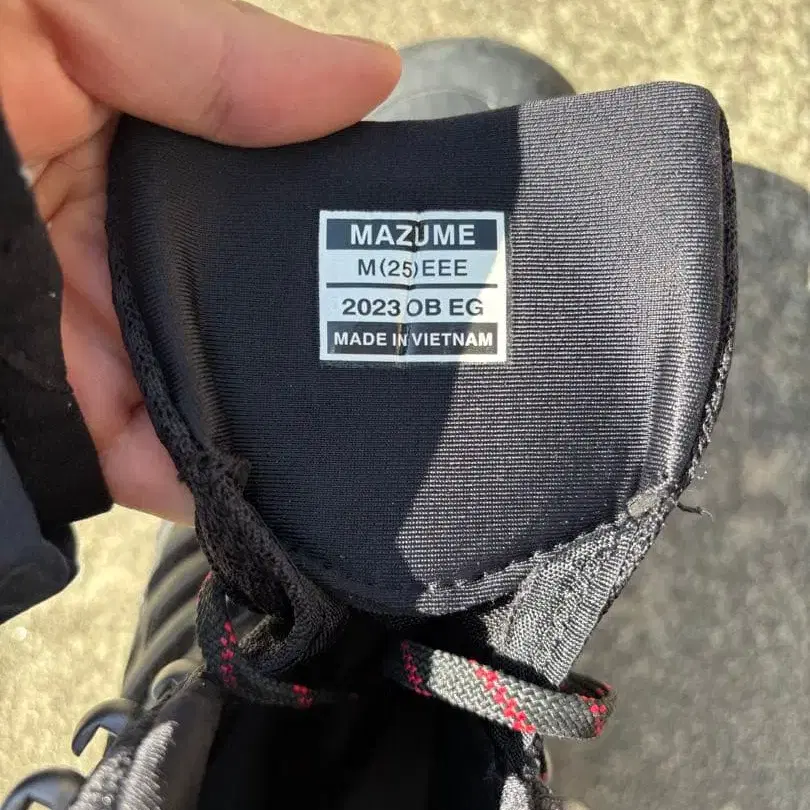 MAZUME
M(25)EEE
2023 OB EG
MADE IN VIETNAM